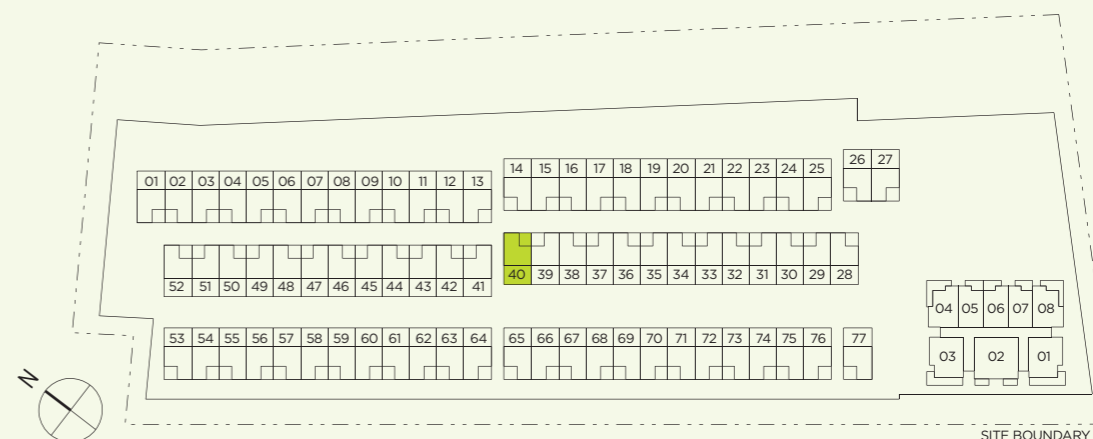 26 27
14 15 16 17 18 19 20 21 22 23 24 25
01 02 03 04 05 06 07 08 09 10 11 12 13
40 39 38 37 36 35 34 33 32 31 30 29 28
52 51 50 49 48 47 46 45 44 43 42 41
04 05 06 07 08
53 54 55 56 57 58 59 60 61 62 63 64 65 66 67 68 69 70 71 72 73 74 75 76 77
03 02 01
N
SITE BOUNDARY